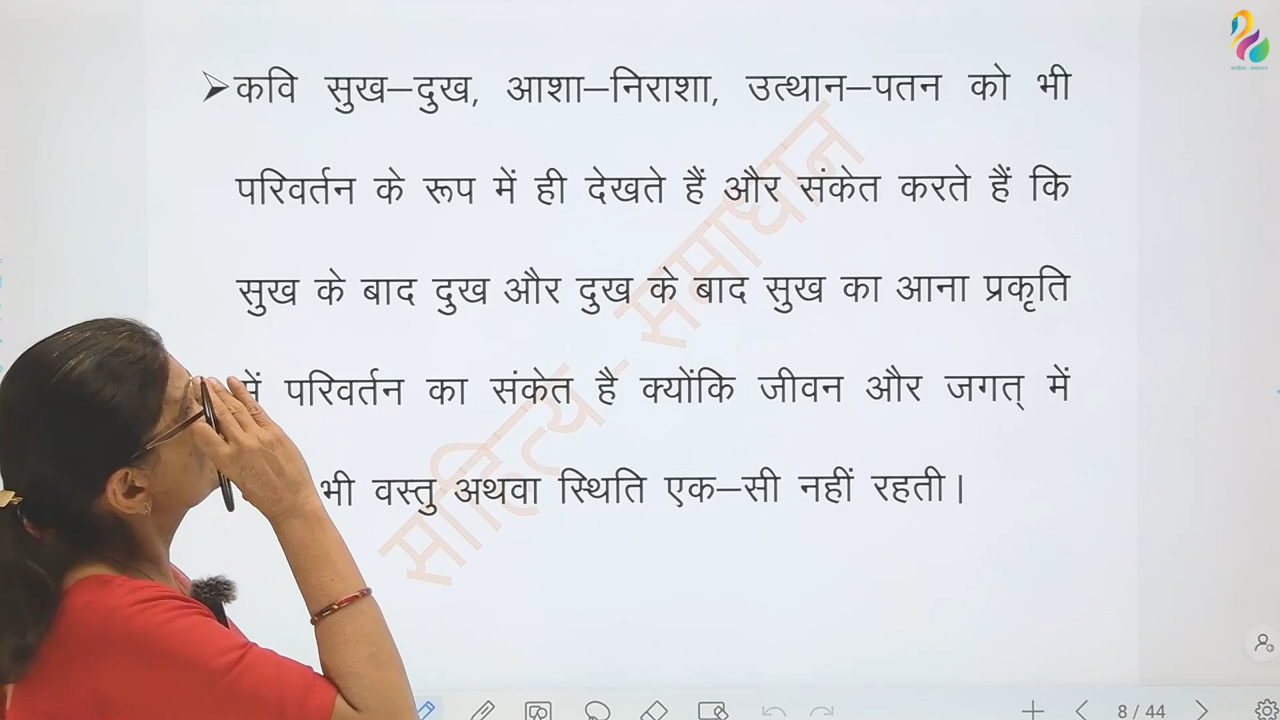 कवि सुख–दुख, आशा–निराशा, उत्थान–पतन को भी
परिवर्तन के रूप में ही देखते हैं और संकेत करते हैं कि
सुख के बाद दुख और दुख के बाद सुख का आना प्रकृति
में परिवर्तन का संकेत है क्योंकि जीवन और जगत् में
भी वस्तु अथवा स्थिति एक–सी नहीं रहती।
साहित्य - समाधान
8 / 44